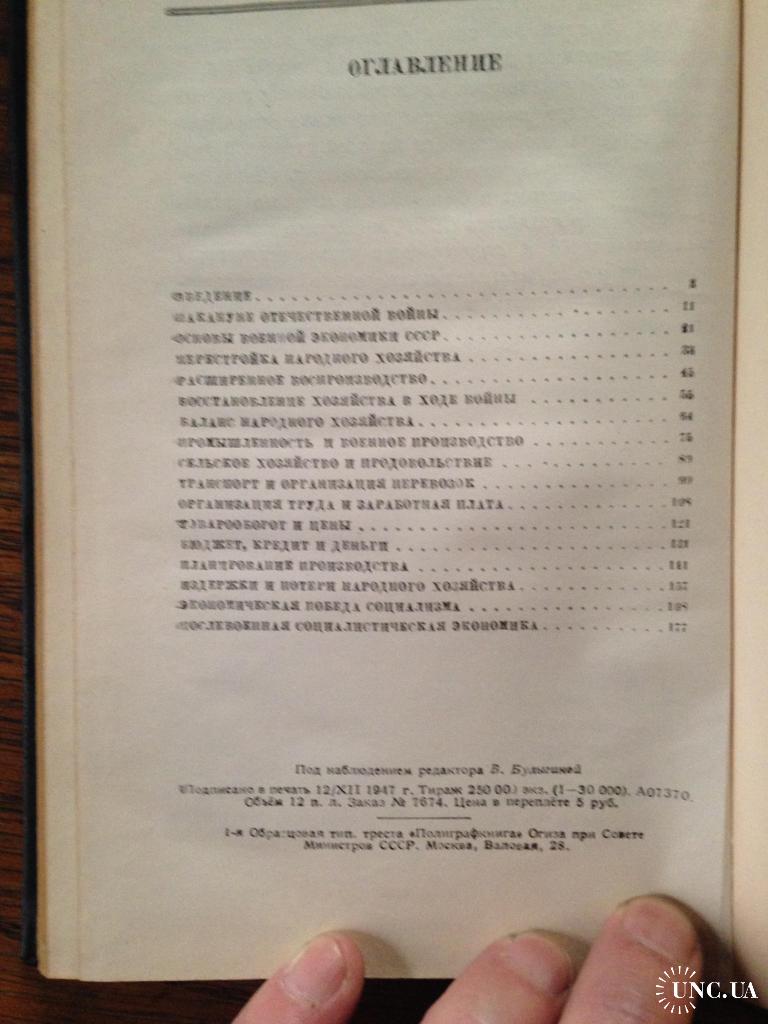 ОГЛАВЛЕНИЕ
ВВЕДЕНИЕ
НАКАНУНЕ ОТЕЧЕСТВЕННОЙ ВОЙНЫ 11
ОСНОВЫ ВОЕННОЙ ЭКОНОМИКИ СССР 21
ПЕРЕСТРОЙКА НАРОДНОГО ХОЗЯЙСТВА
РАСШИРЕННОЕ ВОСПРОИЗВОДСТВО 45
ВОССТАНОВЛЕНИЕ ХОЗЯЙСТВА В ХОДЕ ВОЙНЫ
БАЛАНС НАРОДНОГО ХОЗЯЙСТВА 64
ПРОМЫШЛЕННОСТЬ И ВОЕННОЕ ПРОИЗВОДСТВО 75
СЕЛЬСКОЕ ХОЗЯЙСТВО И ПРОДОВОЛЬСТВИЕ 89
ТРАНСПОРТ И ОРГАНИЗАЦИЯ ПЕРЕВОЗОК 99
ОРГАНИЗАЦИЯ ТРУДА И ЗАРАБОТНАЯ ПЛАТА 108
ТОВАРООБОРОТ И ЦЕНЫ 121
БЮДЖЕТ, КРЕДИТ И ДЕНЬГИ 131
ПЛАНИРОВАНИЕ ПРОИЗВОДСТВА 141
ИЗДЕРЖКИ И ПОТЕРИ НАРОДНОГО ХОЗЯЙСТВА 157
ЭКОНОМИЧЕСКАЯ ПОБЕДА СОЦИАЛИЗМА 168
ПОСЛЕВОЕННАЯ СОЦИАЛИСТИЧЕСКАЯ ЭКОНОМИКА 177
Под наблюдением редактора В. Булыгиной
Подписано в печать 12/XII 1947 г. Тираж 250 000 экз. (1—30 000). А07370.
Объём 12 п. л. Заказ № 7674. Цена в переплёте 5 руб.
1-я Образцовая тип. треста «Полиграфкнига» Огиза при Совете
Министров СССР. Москва, Валовая, 28.
UNC.UA